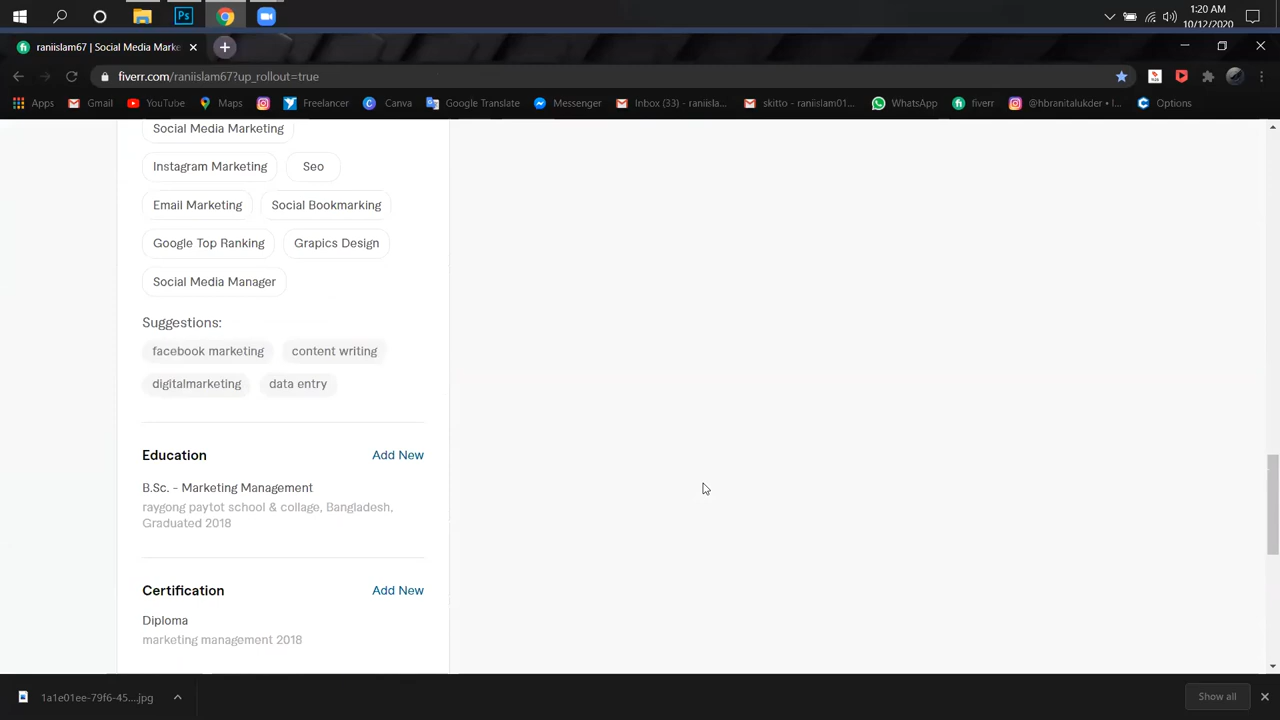 1:20 AM
10/12/2020
raniislam67 | Social Media Marke
fiverr.com/raniislam67?up_rollout=true
Apps Gmail YouTube Maps Freelancer Canva Google Translate Messenger Inbox (33) - raniisla... skitto - raniislam01... WhatsApp fiverr @hbranitalukder • I... Options
Social Media Marketing
Instagram Marketing Seo
Email Marketing Social Bookmarking
Google Top Ranking Grapics Design
Social Media Manager
Suggestions:
facebook marketing content writing
digitalmarketing data entry
Education Add New
B.Sc. - Marketing Management
raygong paytot school & collage, Bangladesh,
Graduated 2018
Certification Add New
Diploma
marketing management 2018
1a1e01ee-79f6-45....jpg Show all